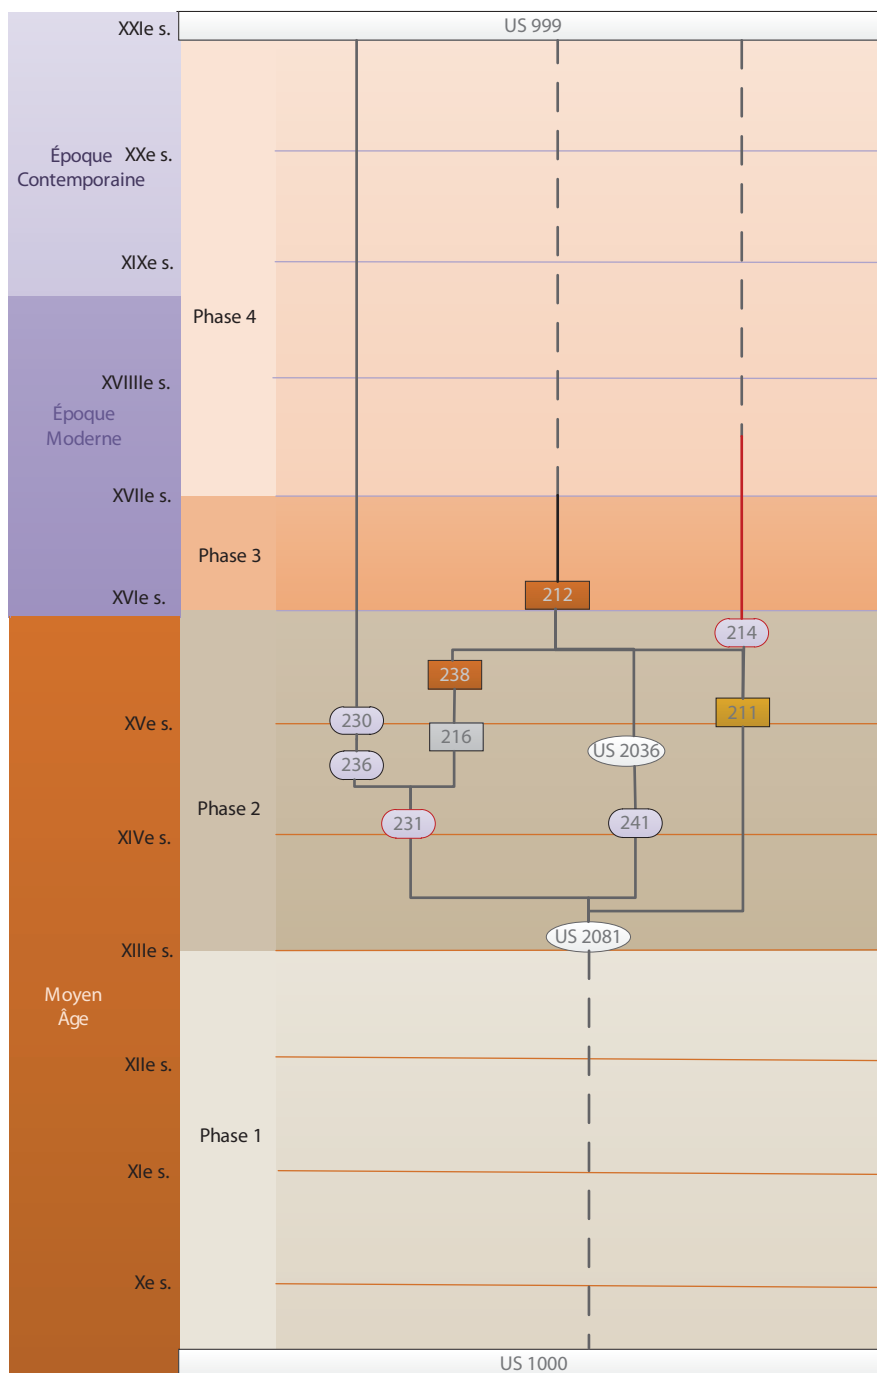 XXIe s.
US 999
Époque
Contemporaine
XXe s.
XIXe s.
Phase 4
XVIIIIe s.
Époque
Moderne
XVIIe s.
Phase 3
XVIe s.
212
214
238
211
XVe s.
230
216
US 2036
236
Phase 2
231
241
XIVe s.
US 2081
XIIIe s.
Moyen
Âge
XIIe s.
Phase 1
XIe s.
Xe s.
US 1000